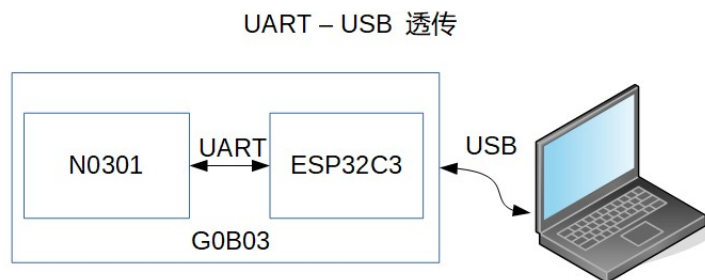 UART – USB 透传
UART
USB
N0301
ESP32C3
G0B03